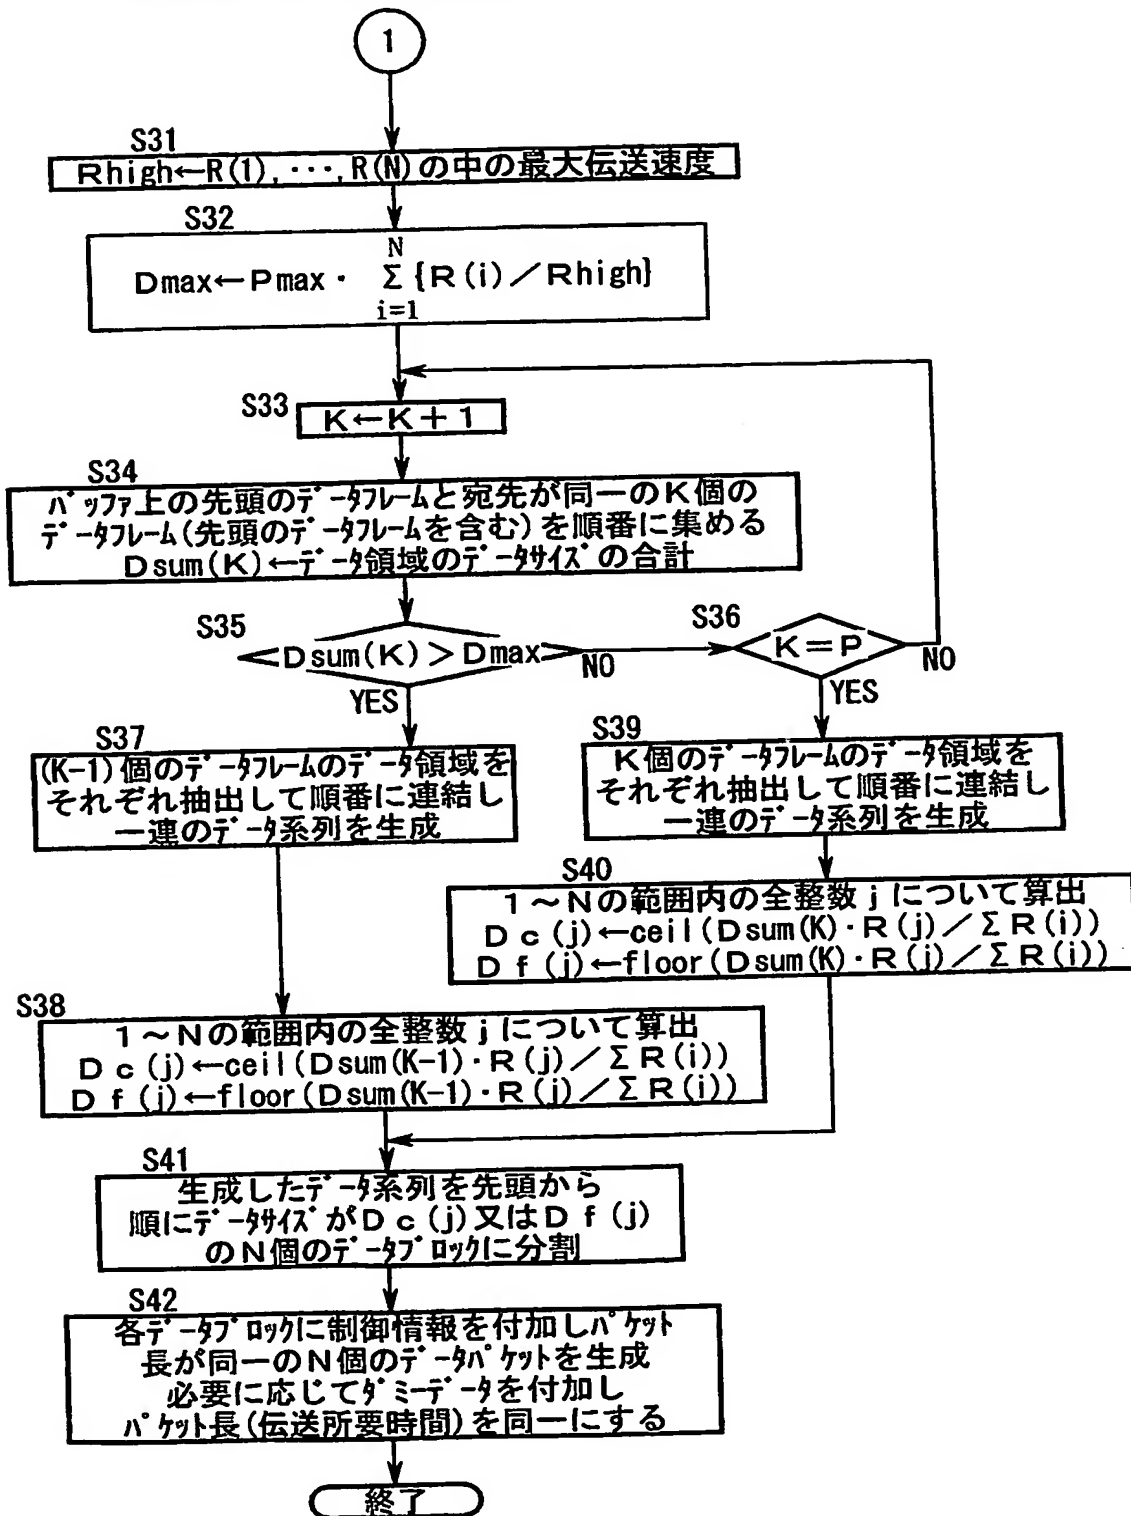 1
S31
Rhigh←R(1), ···, R(N)の中の最大伝送速度
S32
N
Dmax←Pmax・ Σ{R(i)／Rhigh}
i=1
S33
K←K＋1
S34
ﾊﾞｯﾌｧ上の先頭のﾃﾞｰﾀﾌﾚｰﾑと宛先が同一のK個の
ﾃﾞｰﾀﾌﾚｰﾑ(先頭のﾃﾞｰﾀﾌﾚｰﾑを含む)を順番に集める
Dsum(K)←ﾃﾞｰﾀ領域のﾃﾞｰﾀｻｲｽﾞの合計
S35
Dsum(K)＞Dmax
NO
YES
S36
K＝P
NO
YES
S37
(K-1)個のﾃﾞｰﾀﾌﾚｰﾑのﾃﾞｰﾀ領域を
それぞれ抽出して順番に連結し
一連のﾃﾞｰﾀ系列を生成
S39
K個のﾃﾞｰﾀﾌﾚｰﾑのﾃﾞｰﾀ領域を
それぞれ抽出して順番に連結し
一連のﾃﾞｰﾀ系列を生成
S40
1～Nの範囲内の全整数jについて算出
Dc(j)←ceil(Dsum(K)・R(j)／ΣR(i))
Df(j)←floor(Dsum(K)・R(j)／ΣR(i))
S38
1～Nの範囲内の全整数jについて算出
Dc(j)←ceil(Dsum(K-1)・R(j)／ΣR(i))
Df(j)←floor(Dsum(K-1)・R(j)／ΣR(i))
S41
生成したﾃﾞｰﾀ系列を先頭から
順にﾃﾞｰﾀｻｲｽﾞがDc(j)又はDf(j)
のN個のﾃﾞｰﾀﾌﾞﾛｯｸに分割
S42
各ﾃﾞｰﾀﾌﾞﾛｯｸに制御情報を付加しﾊﾟｹｯﾄ
長が同一のN個のﾃﾞｰﾀﾊﾟｹｯﾄを生成
必要に応じてﾀﾞﾐｰﾃﾞｰﾀを付加し
ﾊﾟｹｯﾄ長(伝送所要時間)を同一にする
終了